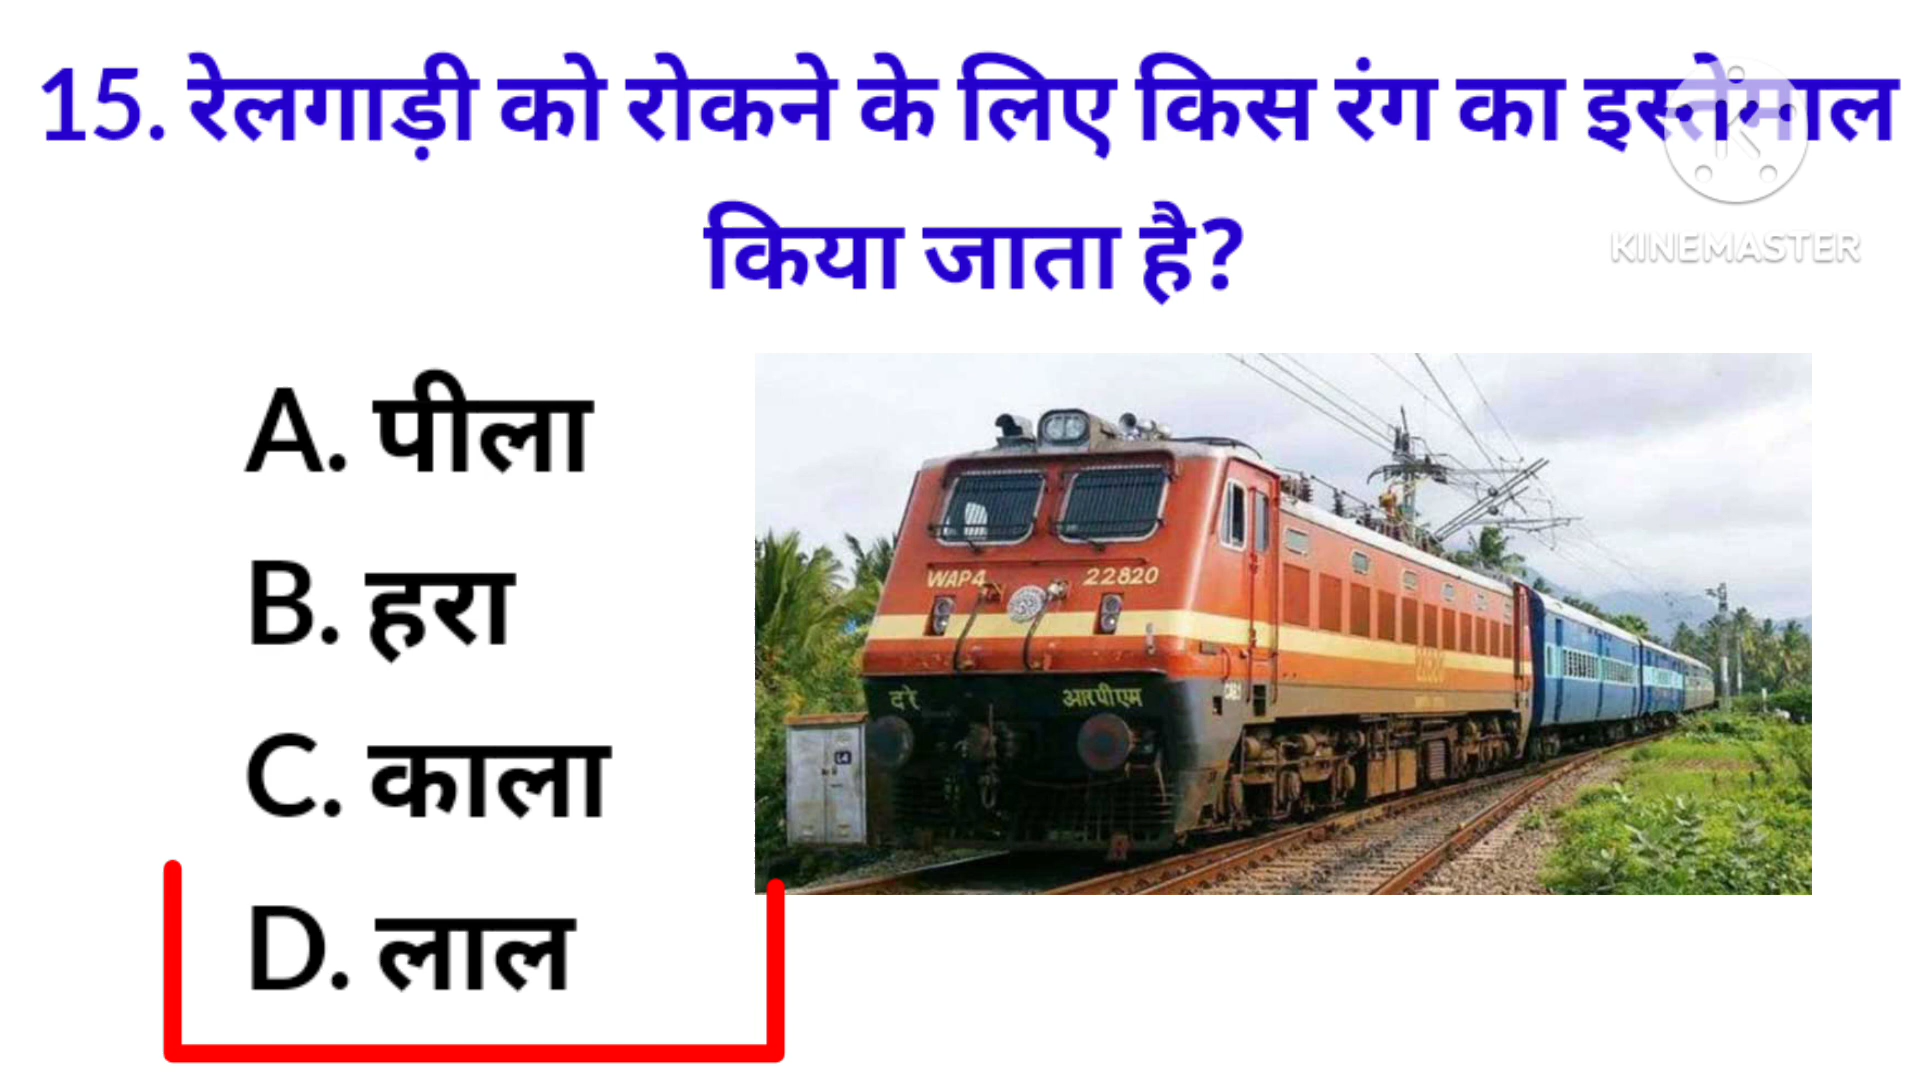 15. रेलगाड़ी को रोकने के लिए किस रंग का इस्तेमाल
किया जाता है?
KINEMASTER
A. पीला
B. हरा
C. काला
D. लाल
WAP4 22820
दरे आरपीएम